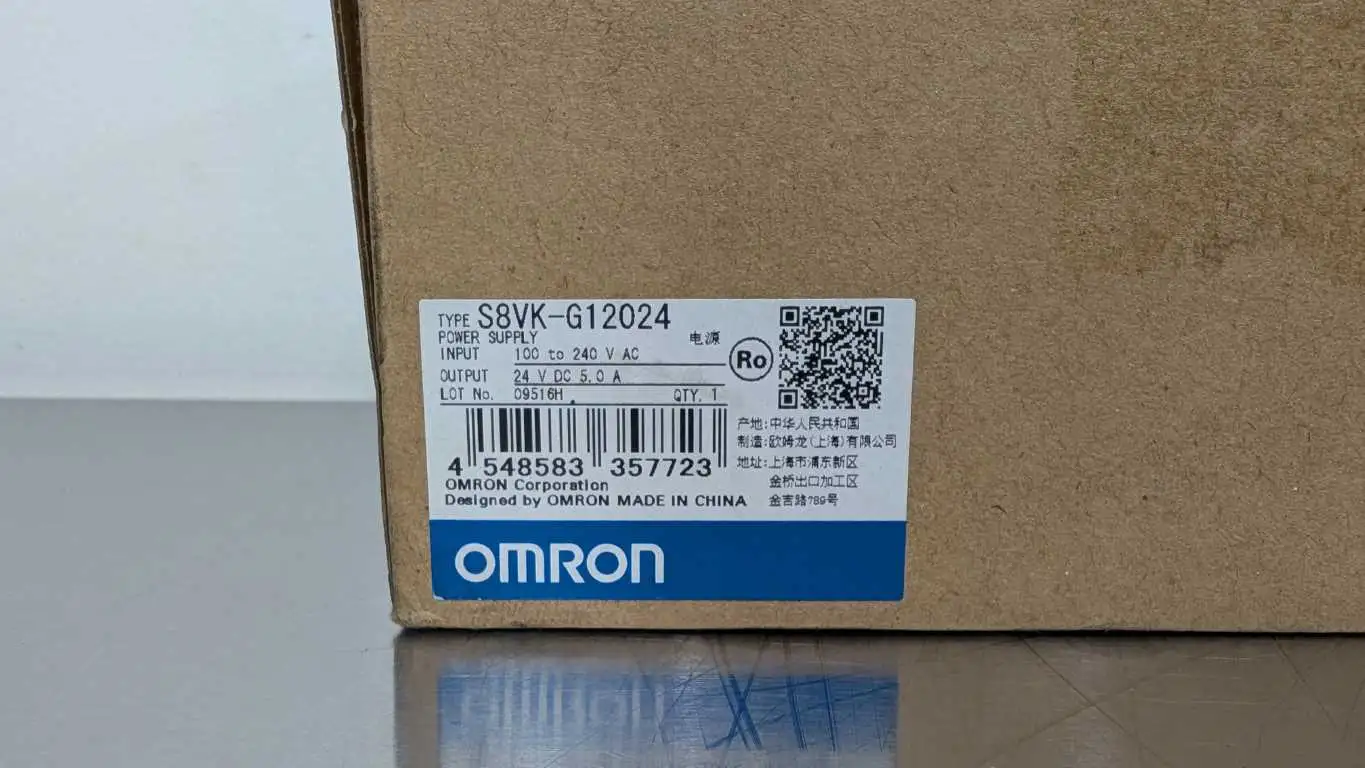 TYPE S8VK-G12024
POWER SUPPLY 电源
INPUT 100 to 240 V AC
OUTPUT 24 V DC 5.0 A
LOT No. 09516H QTY. 1
Ro
4 548583 357723
OMRON Corporation
Designed by OMRON MADE IN CHINA
产地:中华人民共和国
制造:欧姆龙(上海)有限公司
地址:上海市浦东新区
金桥出口加工区
金吉路789号
OMRON